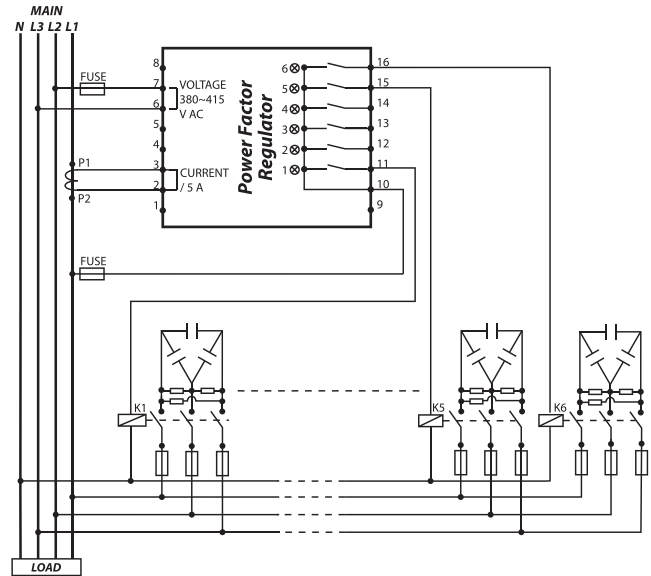 MAIN
N L3 L2 L1
8
7
6
5
4
3
2
1
FUSE
VOLTAGE
380~415
V AC
CURRENT
/ 5 A
Power Factor
Regulator
6
5
4
3
2
1
16
15
14
13
12
11
10
9
P1
P2
FUSE
K1
K5
K6
LOAD